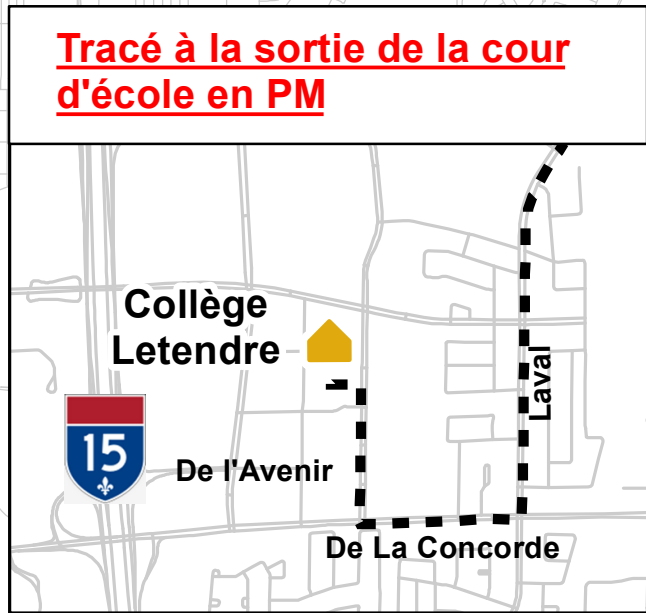 Tracé à la sortie de la cour
d'école en PM
Collège
Letendre
Laval
15
De l'Avenir
De La Concorde